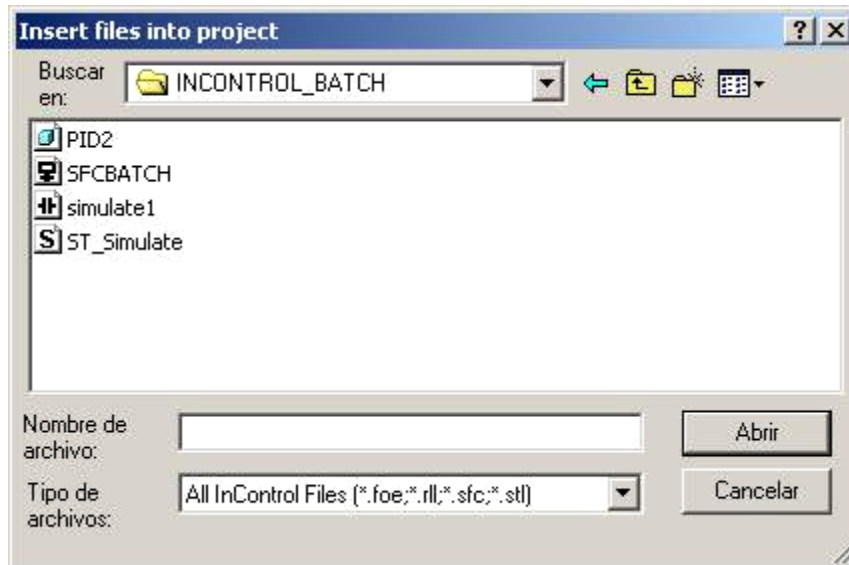 Insert files into project
Buscar
en:
INCONTROL_BATCH
PID2
SFCBATCH
simulate1
ST_Simulate
Nombre de
archivo:
Abrir
Tipo de
archivos:
All InControl Files (*.foe;*.rll;*.sfc;*.stl)
Cancelar